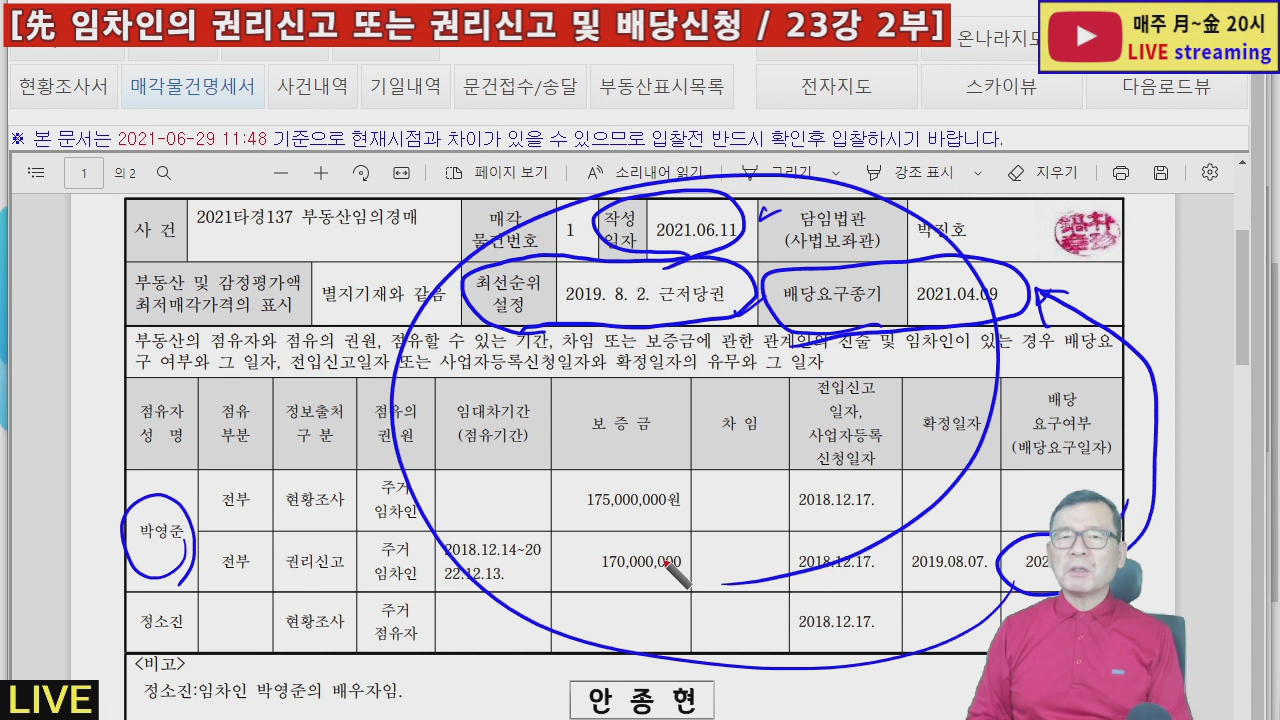 [先 임차인의 권리신고 또는 권리신고 및 배당신청 / 23강 2부]
매주 月~金 20시
LIVE streaming
온나라지도
현황조사서 매각물건명세서 사건내역 기일내역 문건접수/송달 부동산표시목록 전자지도 스카이뷰 다음로드뷰
※ 본 문서는 2021-06-29 11:48 기준으로 현재시점과 차이가 있을 수 있으므로 입찰전 반드시 확인후 입찰하시기 바랍니다.
1 의 2 페이지 보기 소리내어 읽기 그리기 강조 표시 지우기
사 건 2021타경137 부동산임의경매 매각 물건번호 1 작성 일자 2021.06.11 담임법관 (사법보좌관) 박진호
부동산 및 감정평가액 최저매각가격의 표시 별지기재와 같음 최선순위 설정 2019. 8. 2. 근저당권 배당요구종기 2021.04.09
부동산의 점유자와 점유의 권원, 점유할 수 있는 기간, 차임 또는 보증금에 관한 관계인의 진술 및 임차인이 있는 경우 배당요
구 여부와 그 일자, 전입신고일자 또는 사업자등록신청일자와 확정일자의 유무와 그 일자
점유자 성 명 점유 부분 정보출처 구 분 점유의 권 원 임대차기간 (점유기간) 보 증 금 차 임 전입신고 일자, 사업자등록 신청일자 확정일자 배당 요구여부 (배당요구일자)
박영준 전부 현황조사 주거 임차인 175,000,000원 2018.12.17.
전부 권리신고 주거 임차인 2018.12.14~20 22.12.13. 170,000,000 2018.12.17. 2019.08.07.
정소진 현황조사 주거 점유자 2018.12.17.
<비고>
정소진:임차인 박영준의 배우자임.
LIVE
안 종 현